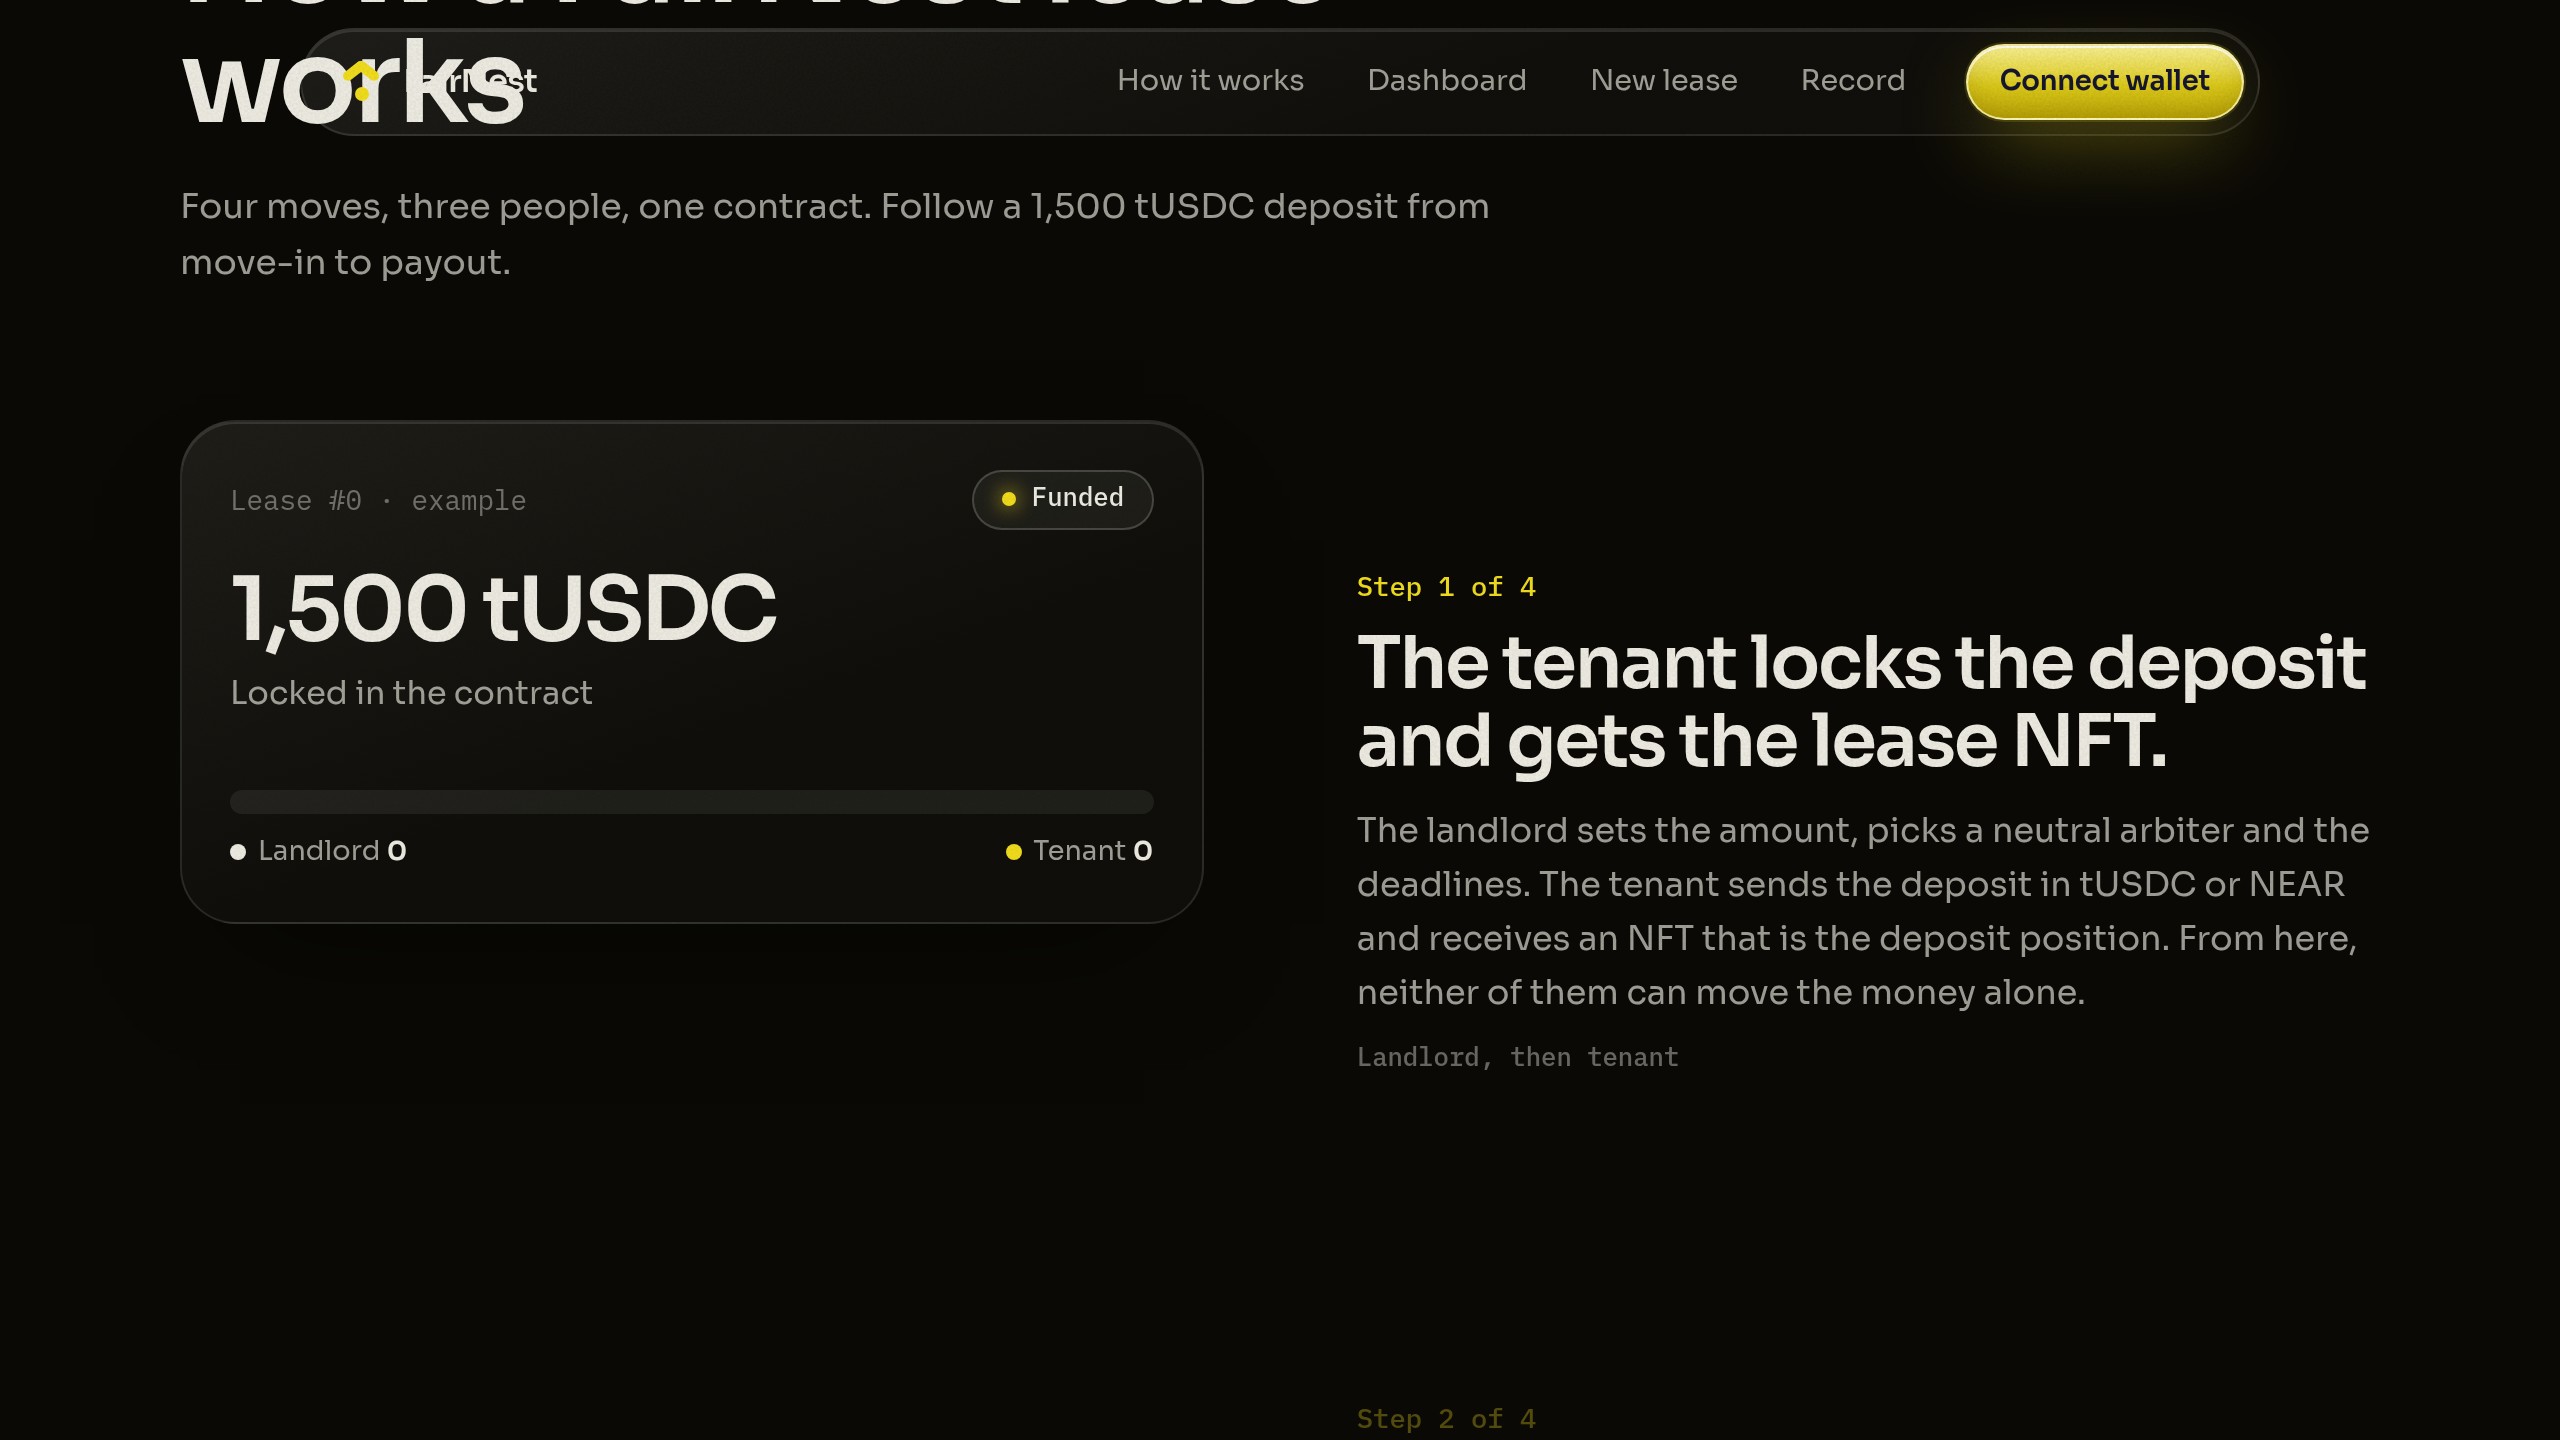 works
How it works
Dashboard
New lease
Record
Connect wallet
Four moves, three people, one contract. Follow a 1,500 tUSDC deposit from
move-in to payout.
Lease #0 · example
Funded
1,500 tUSDC
Locked in the contract
Landlord 0
Tenant 0
Step 1 of 4
The tenant locks the deposit
and gets the lease NFT.
The landlord sets the amount, picks a neutral arbiter and the
deadlines. The tenant sends the deposit in tUSDC or NEAR
and receives an NFT that is the deposit position. From here,
neither of them can move the money alone.
Landlord, then tenant
Step 2 of 4